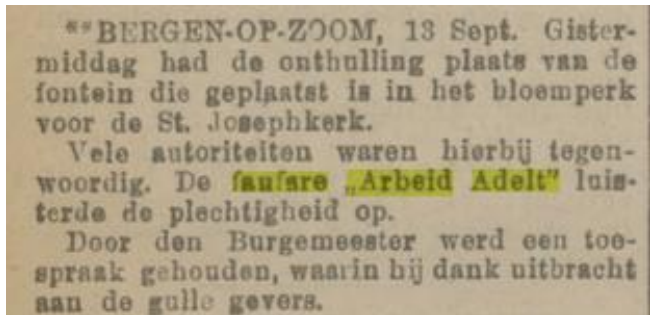 **BERGEN-OP-ZOOM, 13 Sept. Gister-
middag had de onthulling plaats van de
fontein die geplaatst is in het bloemperk
voor de St. Josephkerk.
Vele autoriteiten waren hierbij tegen-
woordig. De fanfare „Arbeid Adelt" luis-
terde de plechtigheid op.
Door den Burgemeester werd een toe-
spraak gehouden, waarin hij dank uitbracht
aan de gulle gevers.